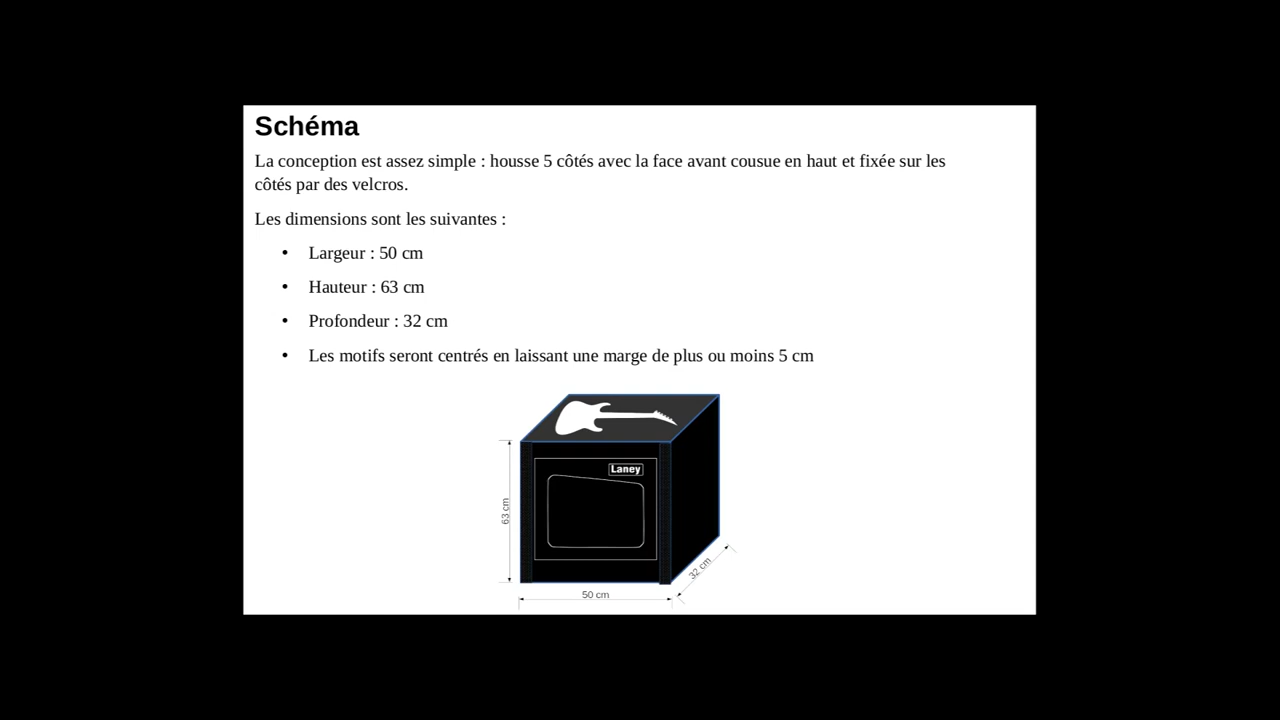 Schéma
La conception est assez simple : housse 5 côtés avec la face avant cousue en haut et fixée sur les
côtés par des velcros.
Les dimensions sont les suivantes :
• Largeur : 50 cm
• Hauteur : 63 cm
• Profondeur : 32 cm
• Les motifs seront centrés en laissant une marge de plus ou moins 5 cm
Laney
63 cm
32 cm
50 cm